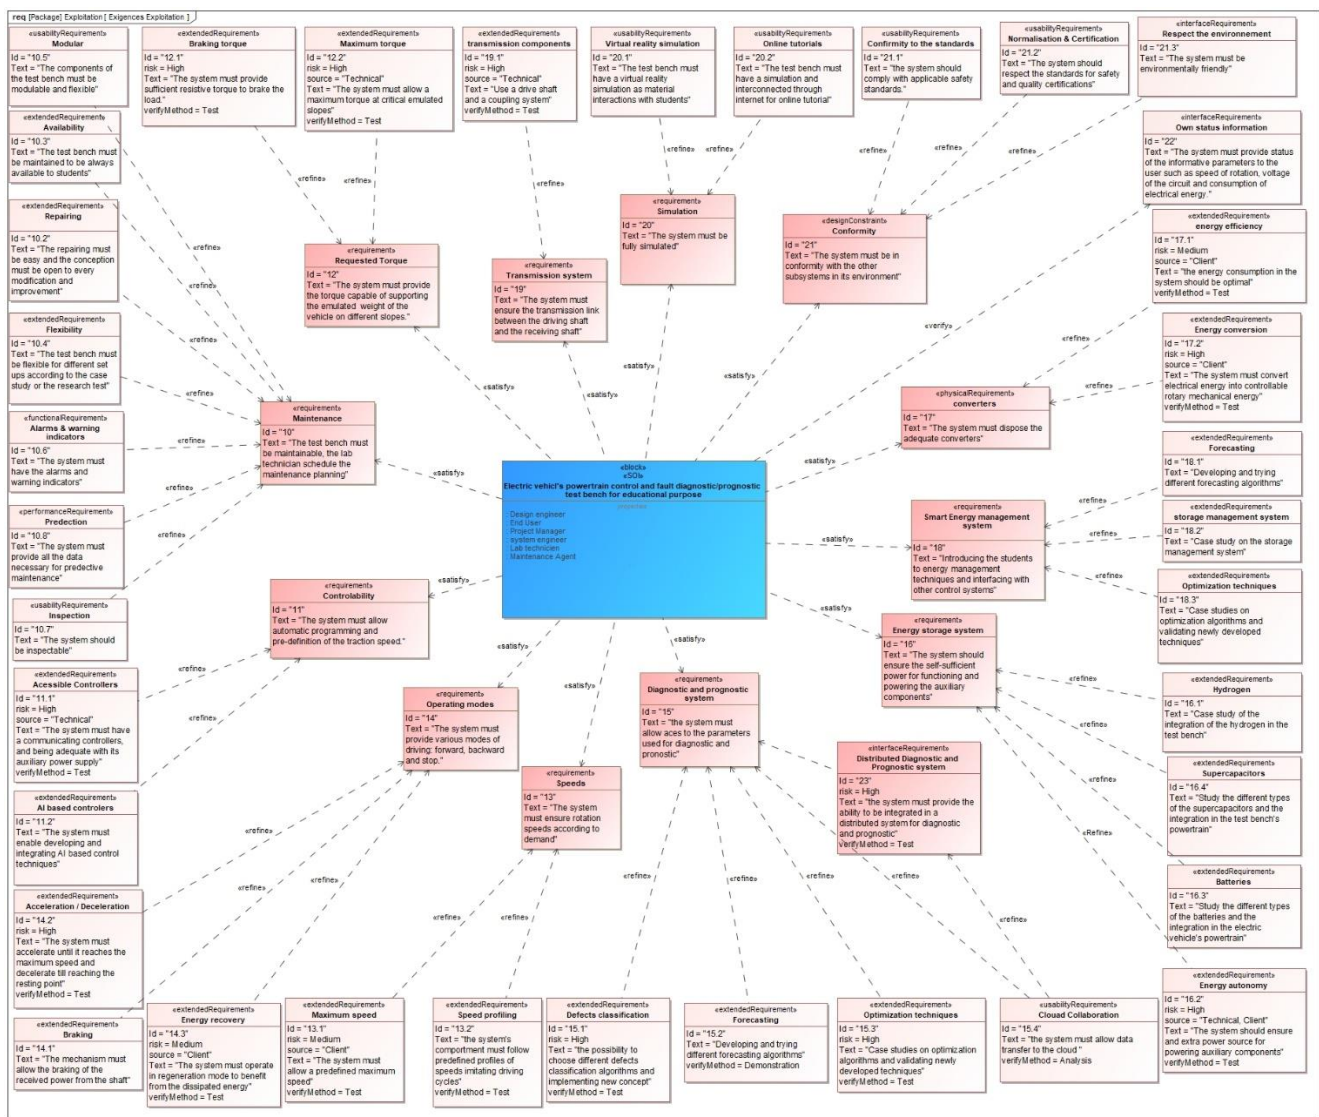 req [Package] Exploitation [ Exigences Exploitation ]
«usabilityRequirement»
Modular
Id = "10.5"
Text = "The components of
the test bench must be
modulable and flexible"
«extendedRequirement»
Braking torque
Id = "12.1"
risk = High
Text = "The system must provide
sufficient resistive torque to brake the
load."
verifyMethod = Test
«extendedRequirement»
Maximum torque
Id = "12.2"
risk = High
source = "Technical"
Text = "The system must allow a
maximum torque at critical emulated
slopes"
verifyMethod = Test
«extendedRequirement»
transmission components
Id = "19.1"
risk = High
source = "Technical"
Text = "Use a drive shaft
and a coupling system"
verifyMethod = Test
«usabilityRequirement»
Virtual reality simulation
Id = "20.1"
Text = "The test bench must
have a virtual reality
simulation as material
interactions with students"
«usabilityRequirement»
Online tutorials
Id = "20.2"
Text = "The test bench must
have a simulation and
interconnected through
internet for online tutorial"
«usabilityRequirement»
Confirmity to the standards
Id = "21.1"
Text = "the system should
comply with applicable safety
standards."
«usabilityRequirement»
Normalisation & Certification
Id = "21.2"
Text = "The system should
respect the standards for safety
and quality certifications"
«interfaceRequirement»
Respect the environnement
Id = "21.3"
Text = "The system must be
environmentally friendly"
«extendedRequirement»
Availability
Id = "10.3"
Text = "The test bench must
be maintained to be always
available to students"
«interfaceRequirement»
Own status information
Id = "22"
Text = "The system must provide status
of the informative parameters to the
user such as speed of rotation, voltage
of the circuit and consumption of
electrical energy."
«extendedRequirement»
Repairing
Id = "10.2"
Text = "The repairing must
be easy and the conception
must be open to every
modification and
improvement"
«requirement»
Requested Torque
Id = "12"
Text = "The system must provide
the torque capable of supporting
the emulated weight of the
vehicle on different slopes."
«requirement»
Transmission system
Id = "19"
Text = "The system must
ensure the transmission link
between the driving shaft
and the receiving shaft"
«requirement»
Simulation
Id = "20"
Text = "The system must be
fully simulated"
«designConstraint»
Conformity
Id = "21"
Text = "The system must be in
conformity with the other
subsystems in its environment"
«extendedRequirement»
energy efficiency
Id = "17.1"
risk = Medium
source = "Client"
Text = "the energy consumption in the
system should be optimal"
verifyMethod = Test
«extendedRequirement»
Flexibility
Id = "10.4"
Text = "The test bench must
be flexible for different set
ups according to the case
study or the research test"
«extendedRequirement»
Energy conversion
Id = "17.2"
risk = High
source = "Client"
Text = "The system must convert
electrical energy into controllable
rotary mechanical energy"
verifyMethod = Test
«functionalRequirement»
Alarms & warning
indicators
Id = "10.6"
Text = "The system must
have the alarms and
warning indicators"
«requirement»
Maintenance
Id = "10"
Text = "The test bench must
be maintainable, the lab
technician schedule the
maintenance planning"
«physicalRequirement»
converters
Id = "17"
Text = "The system must dispose the
adequate converters"
«block»
«SOI»
Electric vehicl's powertrain control and fault diagnostic/prognostic
test bench for educational purpose
properties
: Design engineer
: End User
: Project Manager
: system engineer
: Lab technicien
: Maintenance Agent
«extendedRequirement»
Forecasting
Id = "18.1"
Text = "Developing and trying
different forecasting algorithms"
«performanceRequirement»
Predection
Id = "10.8"
Text = "The system must
provide all the data
necessary for predective
maintenance"
«requirement»
Smart Energy management
system
Id = "18"
Text = "Introducing the students
to energy management
techniques and interfacing with
other control systems"
«extendedRequirement»
storage management system
Id = "18.2"
Text = "Case study on the storage
management system"
«extendedRequirement»
Optimization techniques
Id = "18.3"
Text = "Case studies on
optimization algorithms and
validating newly developed
techniques"
«usabilityRequirement»
Inspection
Id = "10.7"
Text = "The system should
be inspectable"
«requirement»
Controlability
Id = "11"
Text = "The system must allow
automatic programming and
pre-definition of the traction speed."
«requirement»
Energy storage system
Id = "16"
Text = "The system should
ensure the self-sufficient
power for functioning and
powering the auxiliary
components"
«extendedRequirement»
Acessible Controllers
Id = "11.1"
risk = High
source = "Technical"
Text = "The system must have
a communicating controllers,
and being adequate with its
auxiliary power supply"
verifyMethod = Test
«requirement»
Operating modes
Id = "14"
Text = "The system must
provide various modes of
driving: forward, backward
and stop."
«requirement»
Diagnostic and prognostic
system
Id = "15"
Text = "the system must
allow aces to the parameters
used for diagnostic and
pronostic"
«extendedRequirement»
Hydrogen
Id = "16.1"
Text = "Case study of the
integration of the hydrogen in the
test bench"
«interfaceRequirement»
Distributed Diagnostic and
Prognostic system
Id = "23"
risk = High
Text = "the system must provide the
ability to be integrated in a
distributed system for diagnostic
and prognostic"
verifyMethod = Test
«requirement»
Speeds
Id = "13"
Text = "The system
must ensure rotation
speeds according to
demand"
«extendedRequirement»
Supercapacitors
Id = "16.4"
Text = "Study the different types
of the supercapacitors and the
integration in the test bench's
powertrain"
«extendedRequirement»
AI based controlers
Id = "11.2"
Text = "The system must
enable developing and
integrating AI based control
techniques"
«extendedRequirement»
Batteries
Id = "16.3"
Text = "Study the different types
of the batteries and the
integration in the electric
vehicle's powertrain"
«extendedRequirement»
Acceleration / Deceleration
Id = "14.2"
risk = High
Text = "The system must
accelerate until it reaches the
maximum speed and
decelerate till reaching the
resting point"
verifyMethod = Test
«extendedRequirement»
Energy autonomy
Id = "16.2"
risk = High
source = "Technical, Client"
Text = "The system should ensure
and extra power source for
powering auxiliary components"
verifyMethod = Test
«extendedRequirement»
Braking
Id = "14.1"
Text = "The mechanism must
allow the braking of the
received power from the shaft"
«extendedRequirement»
Energy recovery
Id = "14.3"
risk = Medium
source = "Client"
Text = "The system must operate
in regeneration mode to benefit
from the dissipated energy"
verifyMethod = Test
«extendedRequirement»
Maximum speed
Id = "13.1"
risk = Medium
source = "Client"
Text = "The system must
allow a predefined maximum
speed"
verifyMethod = Test
«extendedRequirement»
Speed profiling
Id = "13.2"
Text = "the system's
comportment must follow
predefined profiles of
speeds imitating driving
cycles"
verifyMethod = Test
«extendedRequirement»
Defects classification
Id = "15.1"
risk = High
Text = "the possibility to
choose different defects
classification algorithms and
implementing new concept"
verifyMethod = Test
«extendedRequirement»
Forecasting
Id = "15.2"
Text = "Developing and trying
different forecasting algorithms"
verifyMethod = Demonstration
«extendedRequirement»
Optimization techniques
Id = "15.3"
risk = High
Text = "Case studies on optimization
algorithms and validating newly
developed techniques"
verifyMethod = Test
«usabilityRequirement»
Clouad Collaboration
Id = "15.4"
Text = "the system must allow data
transfer to the cloud "
verifyMethod = Analysis
«refine»
«refine»
«refine»
«refine»
«refine»
«refine»
«refine»
«refine»
«refine»
«verify»
«satisfy»
«satisfy»
«satisfy»
«satisfy»
«satisfy»
«satisfy»
«satisfy»
«satisfy»
«satisfy»
«satisfy»
«satisfy»
«satisfy»
«Refine»